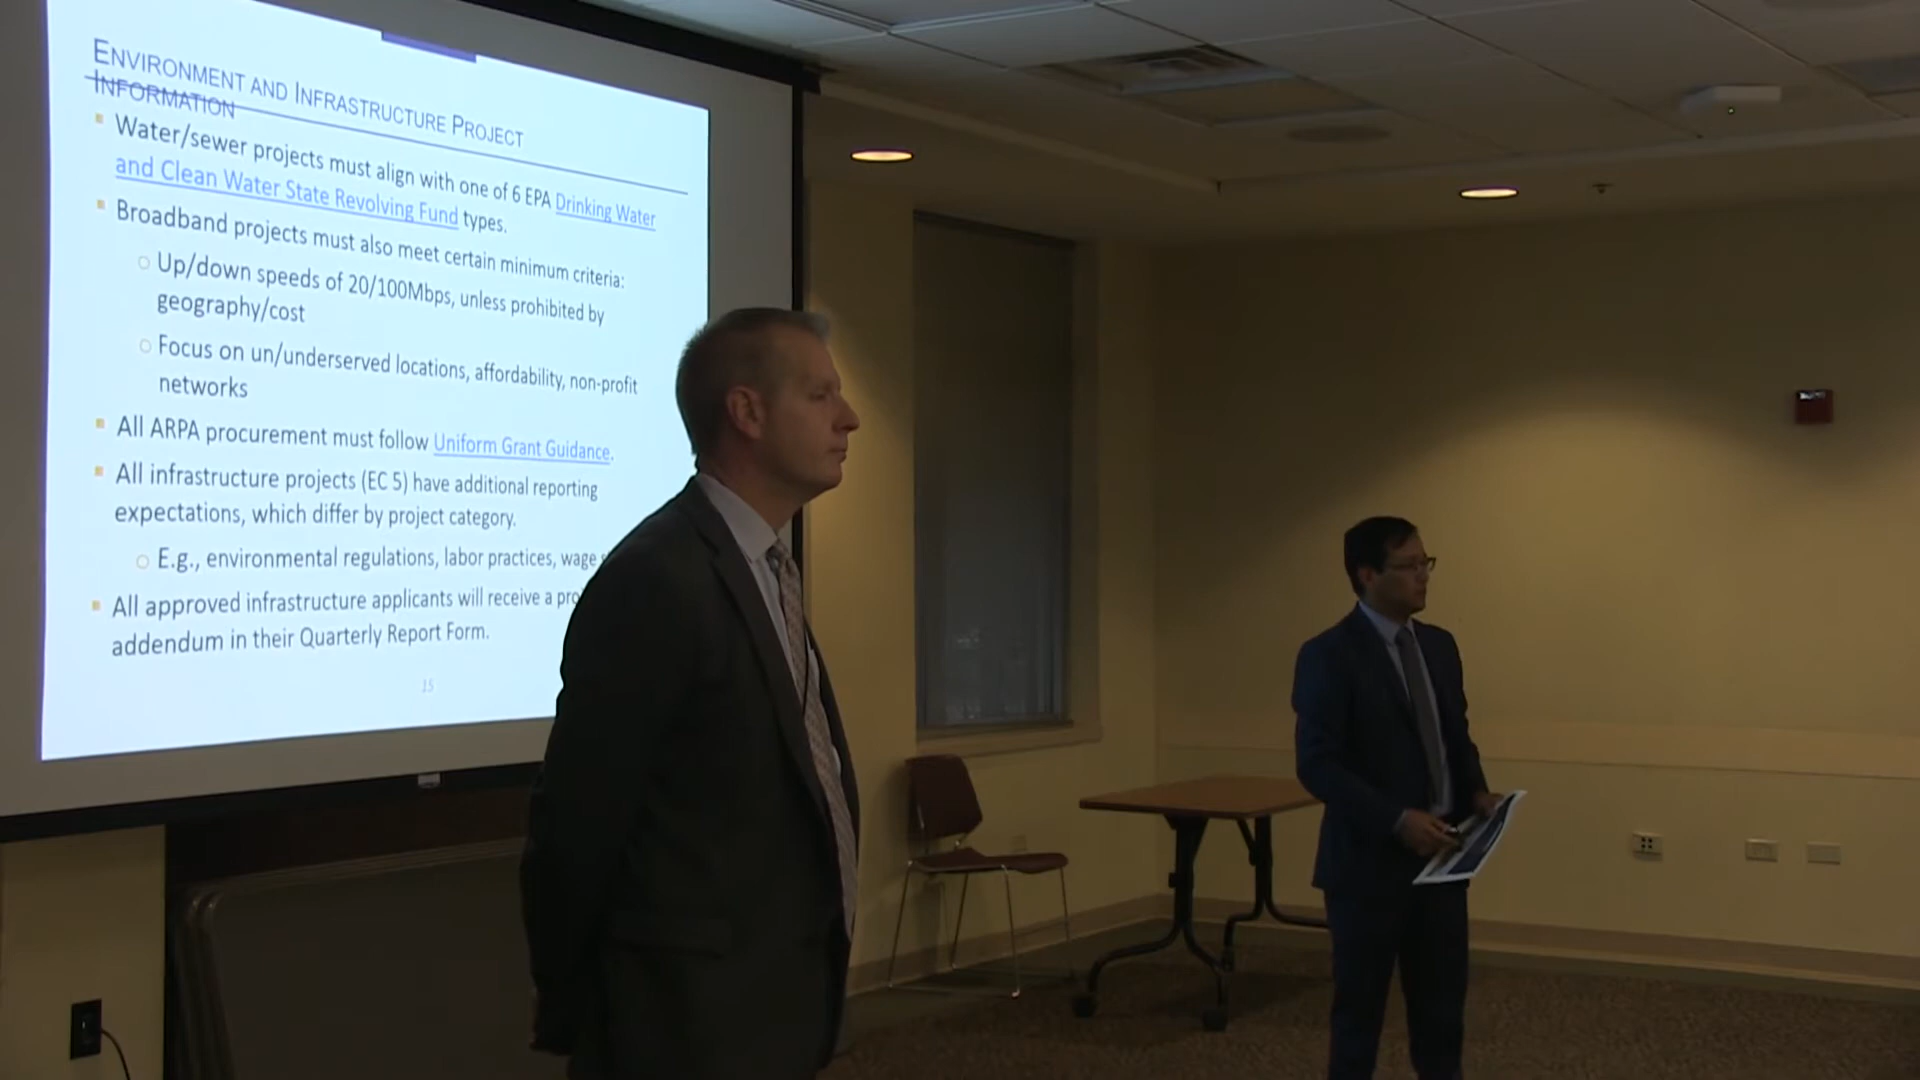 ENVIRONMENT AND INFRASTRUCTURE PROJECT
INFORMATION
Water/sewer projects must align with one of 6 EPA Drinking Water
and Clean Water State Revolving Fund types.
Broadband projects must also meet certain minimum criteria:
Up/down speeds of 20/100Mbps, unless prohibited by
geography/cost
Focus on un/underserved locations, affordability, non-profit
networks
All ARPA procurement must follow Uniform Grant Guidance.
All infrastructure projects (EC 5) have additional reporting
expectations, which differ by project category.
E.g., environmental regulations, labor practices, wage
All approved infrastructure applicants will receive a
addendum in their Quarterly Report Form.
15